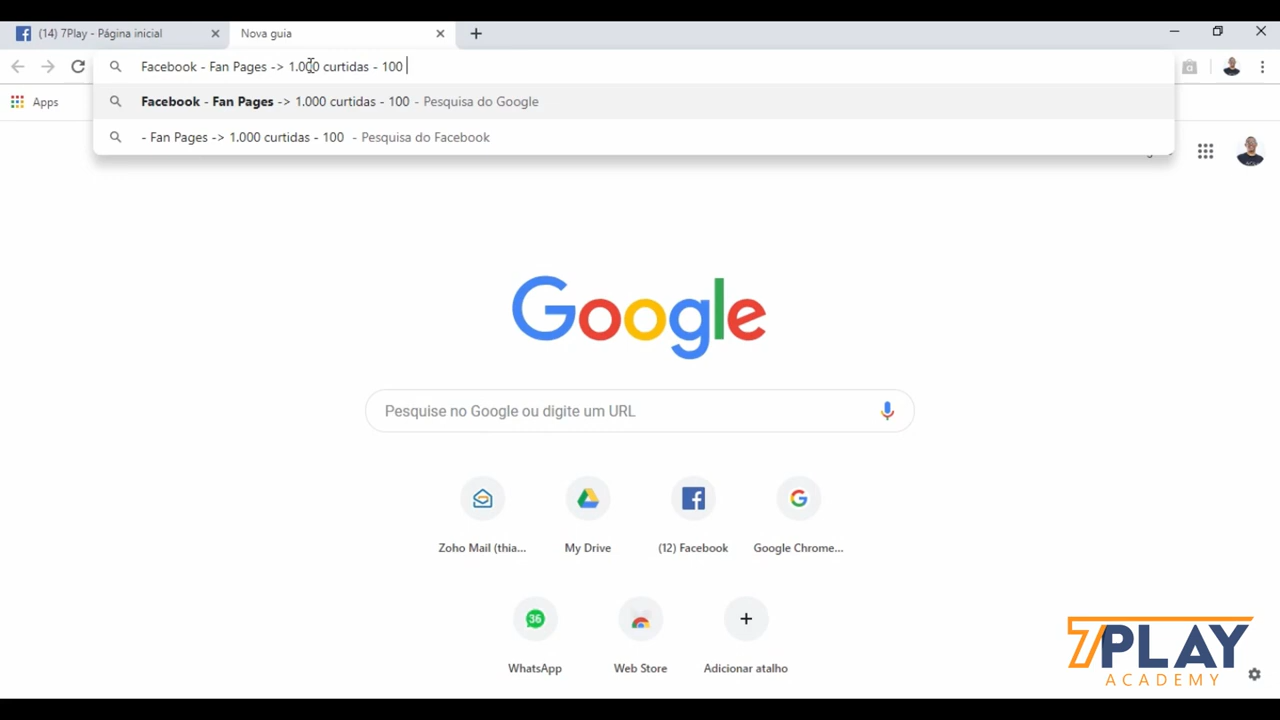 (14) 7Play - Página inicial
Nova guia
Facebook - Fan Pages -> 1.000 curtidas - 100
Apps
Facebook - Fan Pages -> 1.000 curtidas - 100 - Pesquisa do Google
- Fan Pages -> 1.000 curtidas - 100 - Pesquisa do Facebook
Google
Pesquise no Google ou digite um URL
Zoho Mail (thia...
My Drive
(12) Facebook
Google Chrome...
36
WhatsApp
Web Store
Adicionar atalho
7PLAY
ACADEMY